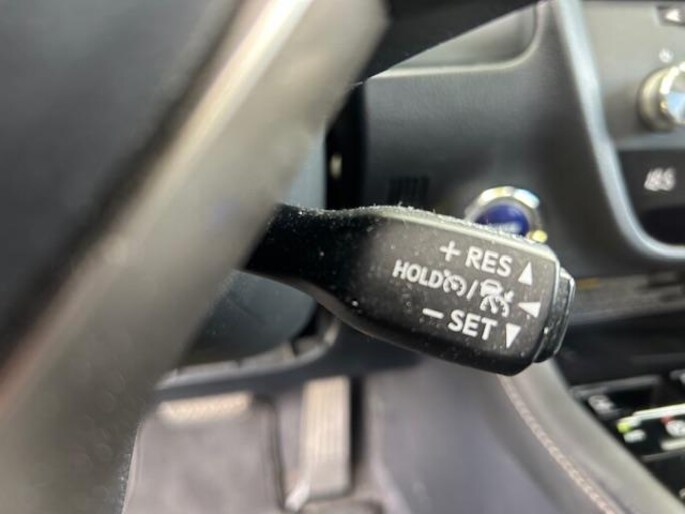 + RES
HOLD /
- SET